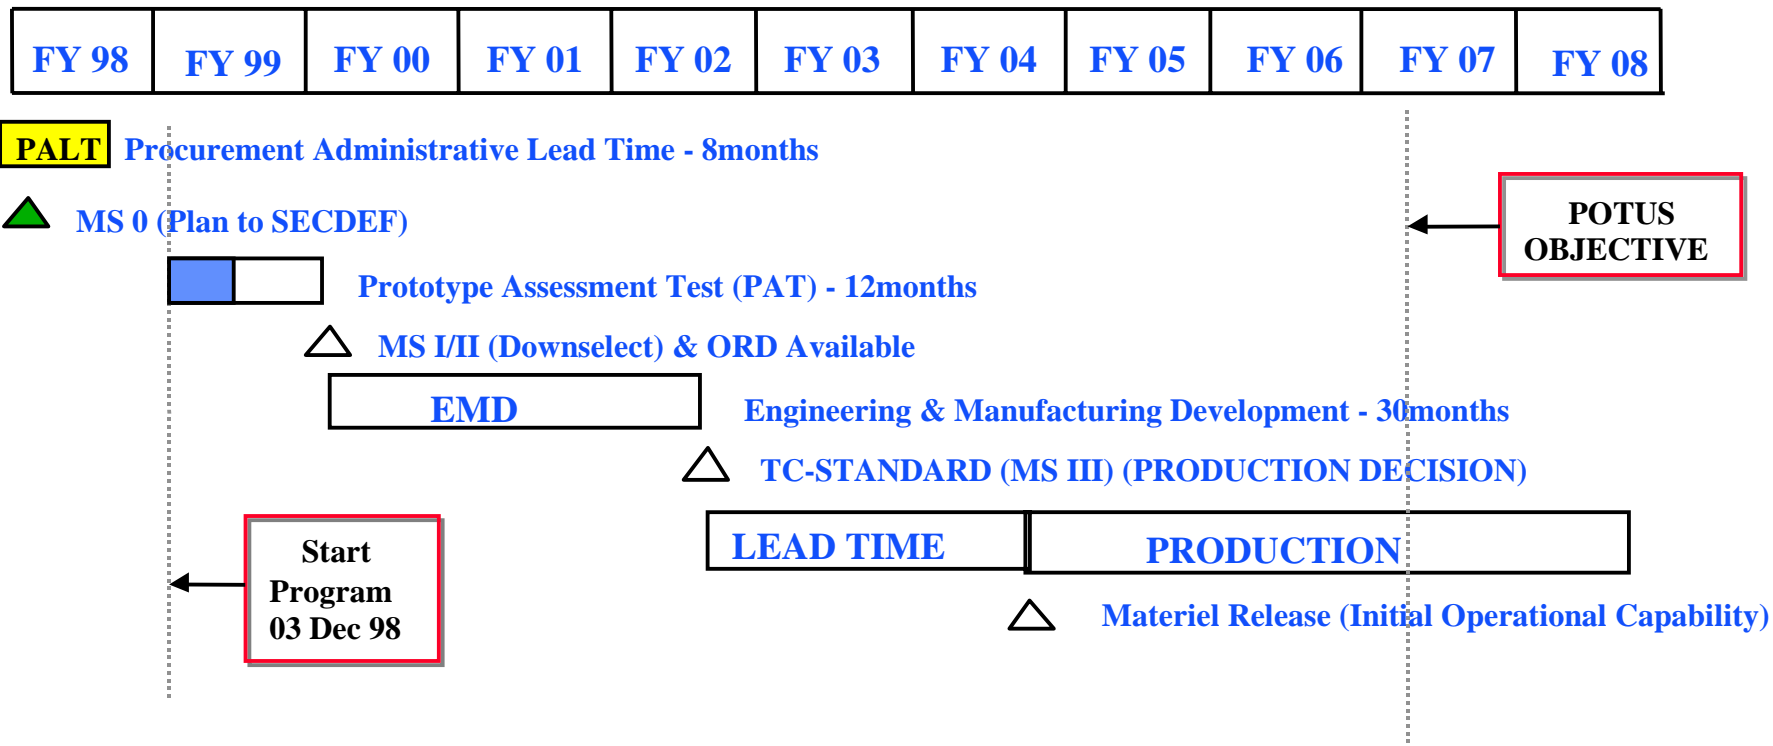 FY 98 FY 99 FY 00 FY 01 FY 02 FY 03 FY 04 FY 05 FY 06 FY 07 FY 08
PALT Procurement Administrative Lead Time - 8months
MS 0 (Plan to SECDEF)
POTUS
OBJECTIVE
Prototype Assessment Test (PAT) - 12months
MS I/II (Downselect) & ORD Available
EMD Engineering & Manufacturing Development - 30months
TC-STANDARD (MS III) (PRODUCTION DECISION)
LEAD TIME PRODUCTION
Start
Program
03 Dec 98
Materiel Release (Initial Operational Capability)